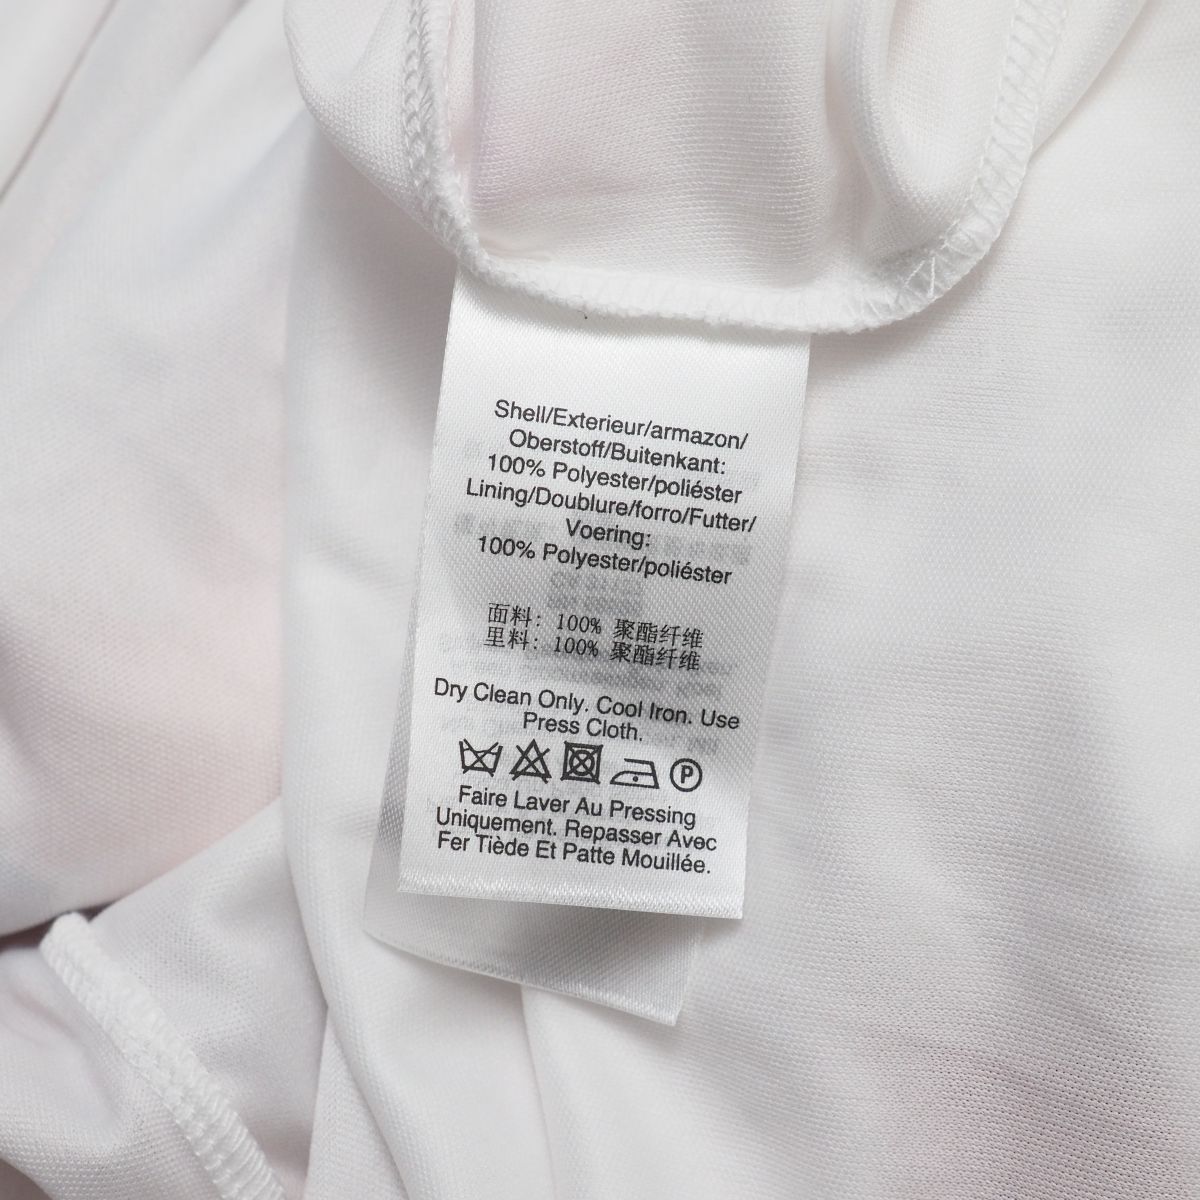 Shell/Exterieur/armazon/
Oberstoff/Buitenkant:
100% Polyester/poliéster
Lining/Doublure/forro/Futter/
Voering:
100% Polyester/poliéster
面料: 100% 聚酯纤维
里料: 100% 聚酯纤维
Dry Clean Only. Cool Iron. Use
Press Cloth.
P
Faire Laver Au Pressing
Uniquement. Repasser Avec
Fer Tiède Et Patte Mouillée.